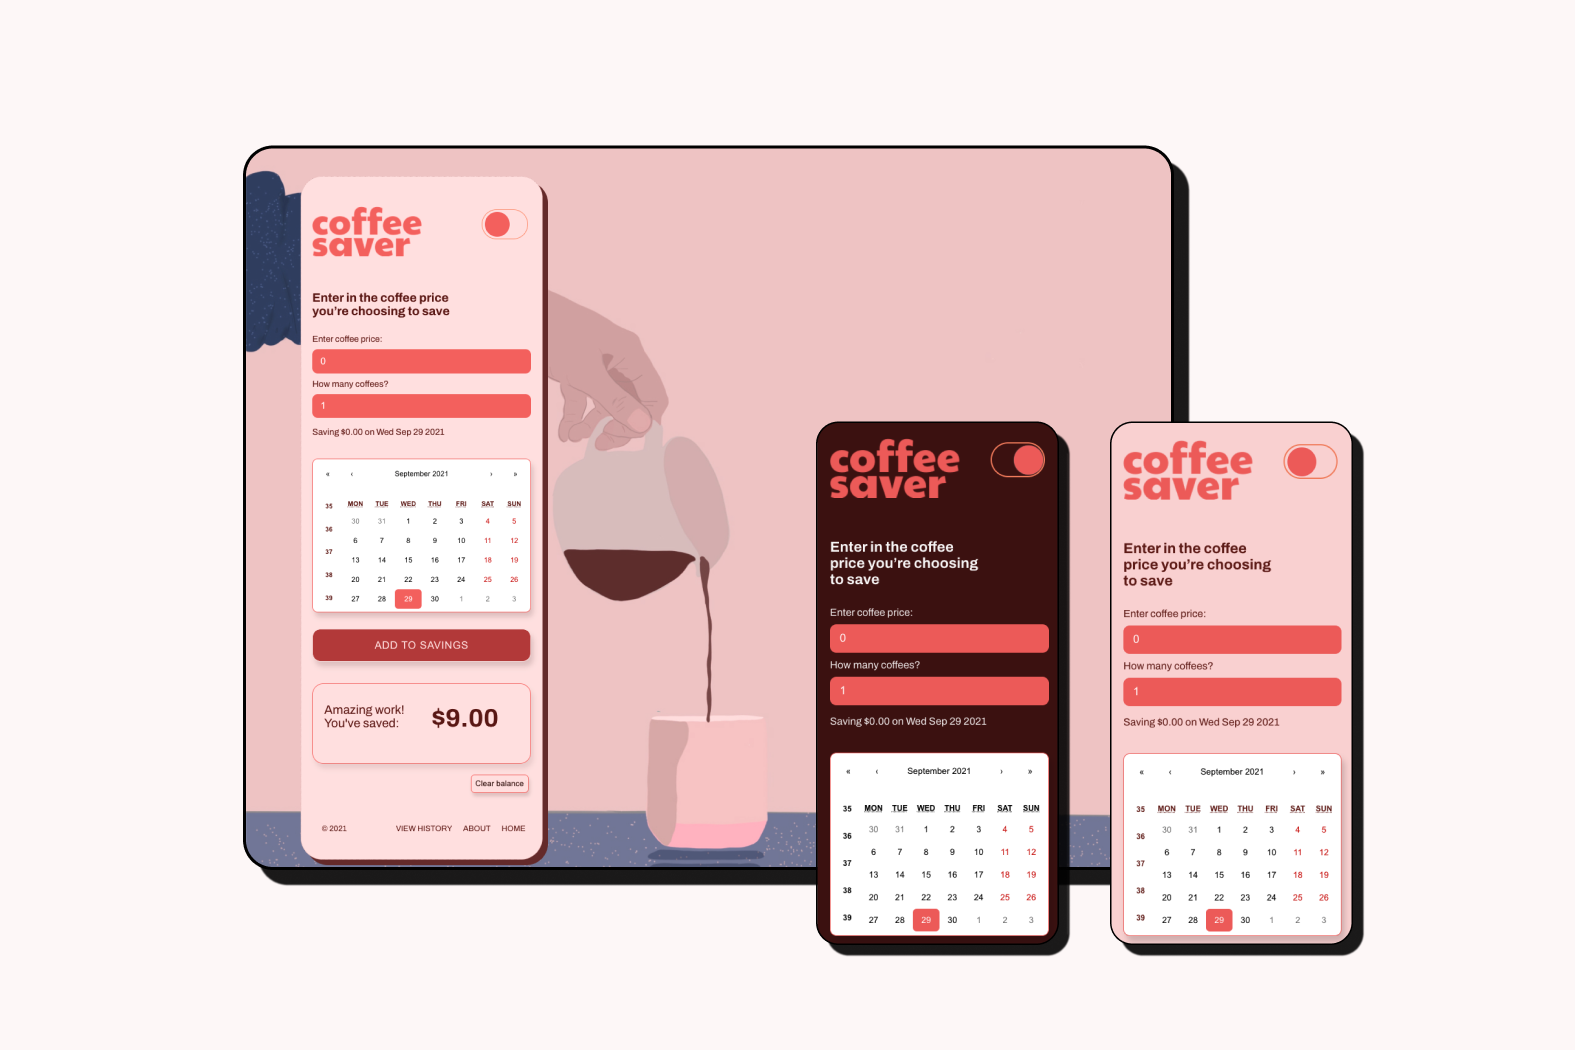 coffee
saver
Enter in the coffee price
you're choosing to save
Enter coffee price:
0
How many coffees?
1
Saving $0.00 on Wed Sep 29 2021
« ‹ September 2021 › »
MON TUE WED THU FRI SAT SUN
35 30 31 1 2 3 4 5
36 6 7 8 9 10 11 12
37 13 14 15 16 17 18 19
38 20 21 22 23 24 25 26
39 27 28 29 30 1 2 3
ADD TO SAVINGS
Amazing work!
You've saved: $9.00
Clear balance
© 2021 VIEW HISTORY ABOUT HOME
coffee
saver
Enter in the coffee
price you're choosing
to save
Enter coffee price:
0
How many coffees?
1
Saving $0.00 on Wed Sep 29 2021
« ‹ September 2021 › »
MON TUE WED THU FRI SAT SUN
35 30 31 1 2 3 4 5
36 6 7 8 9 10 11 12
37 13 14 15 16 17 18 19
38 20 21 22 23 24 25 26
39 27 28 29 30 1 2 3
coffee
saver
Enter in the coffee
price you're choosing
to save
Enter coffee price:
0
How many coffees?
1
Saving $0.00 on Wed Sep 29 2021
« ‹ September 2021 › »
MON TUE WED THU FRI SAT SUN
35 30 31 1 2 3 4 5
36 6 7 8 9 10 11 12
37 13 14 15 16 17 18 19
38 20 21 22 23 24 25 26
39 27 28 29 30 1 2 3